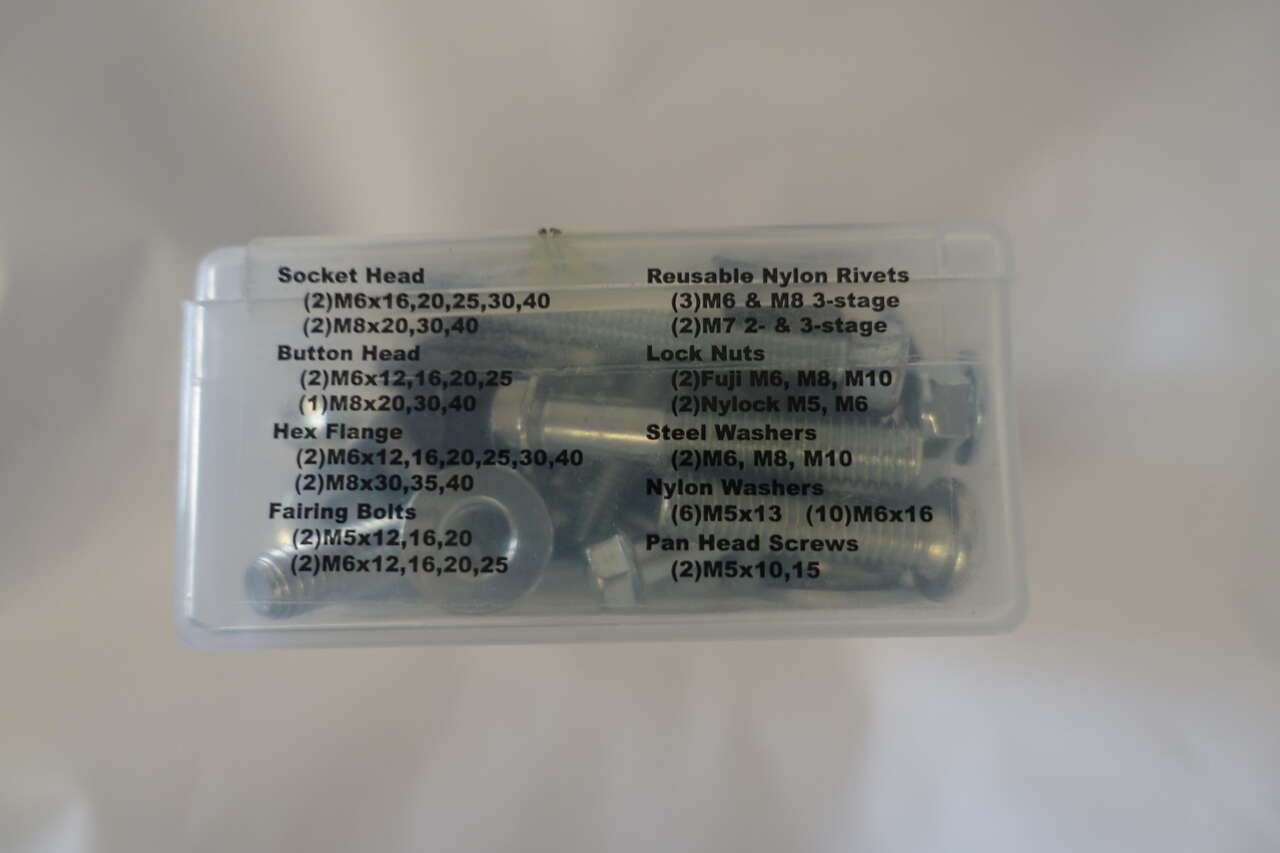 Socket Head
(2)M6x16,20,25,30,40
(2)M8x20,30,40
Button Head
(2)M6x12,16,20,25
(1)M8x20,30,40
Hex Flange
(2)M6x12,16,20,25,30,40
(2)M8x30,35,40
Fairing Bolts
(2)M5x12,16,20
(2)M6x12,16,20,25
Reusable Nylon Rivets
(3)M6 & M8 3-stage
(2)M7 2- & 3-stage
Lock Nuts
(2)Fuji M6, M8, M10
(2)Nylock M5, M6
Steel Washers
(2)M6, M8, M10
Nylon Washers
(6)M5x13 (10)M6x16
Pan Head Screws
(2)M5x10,15